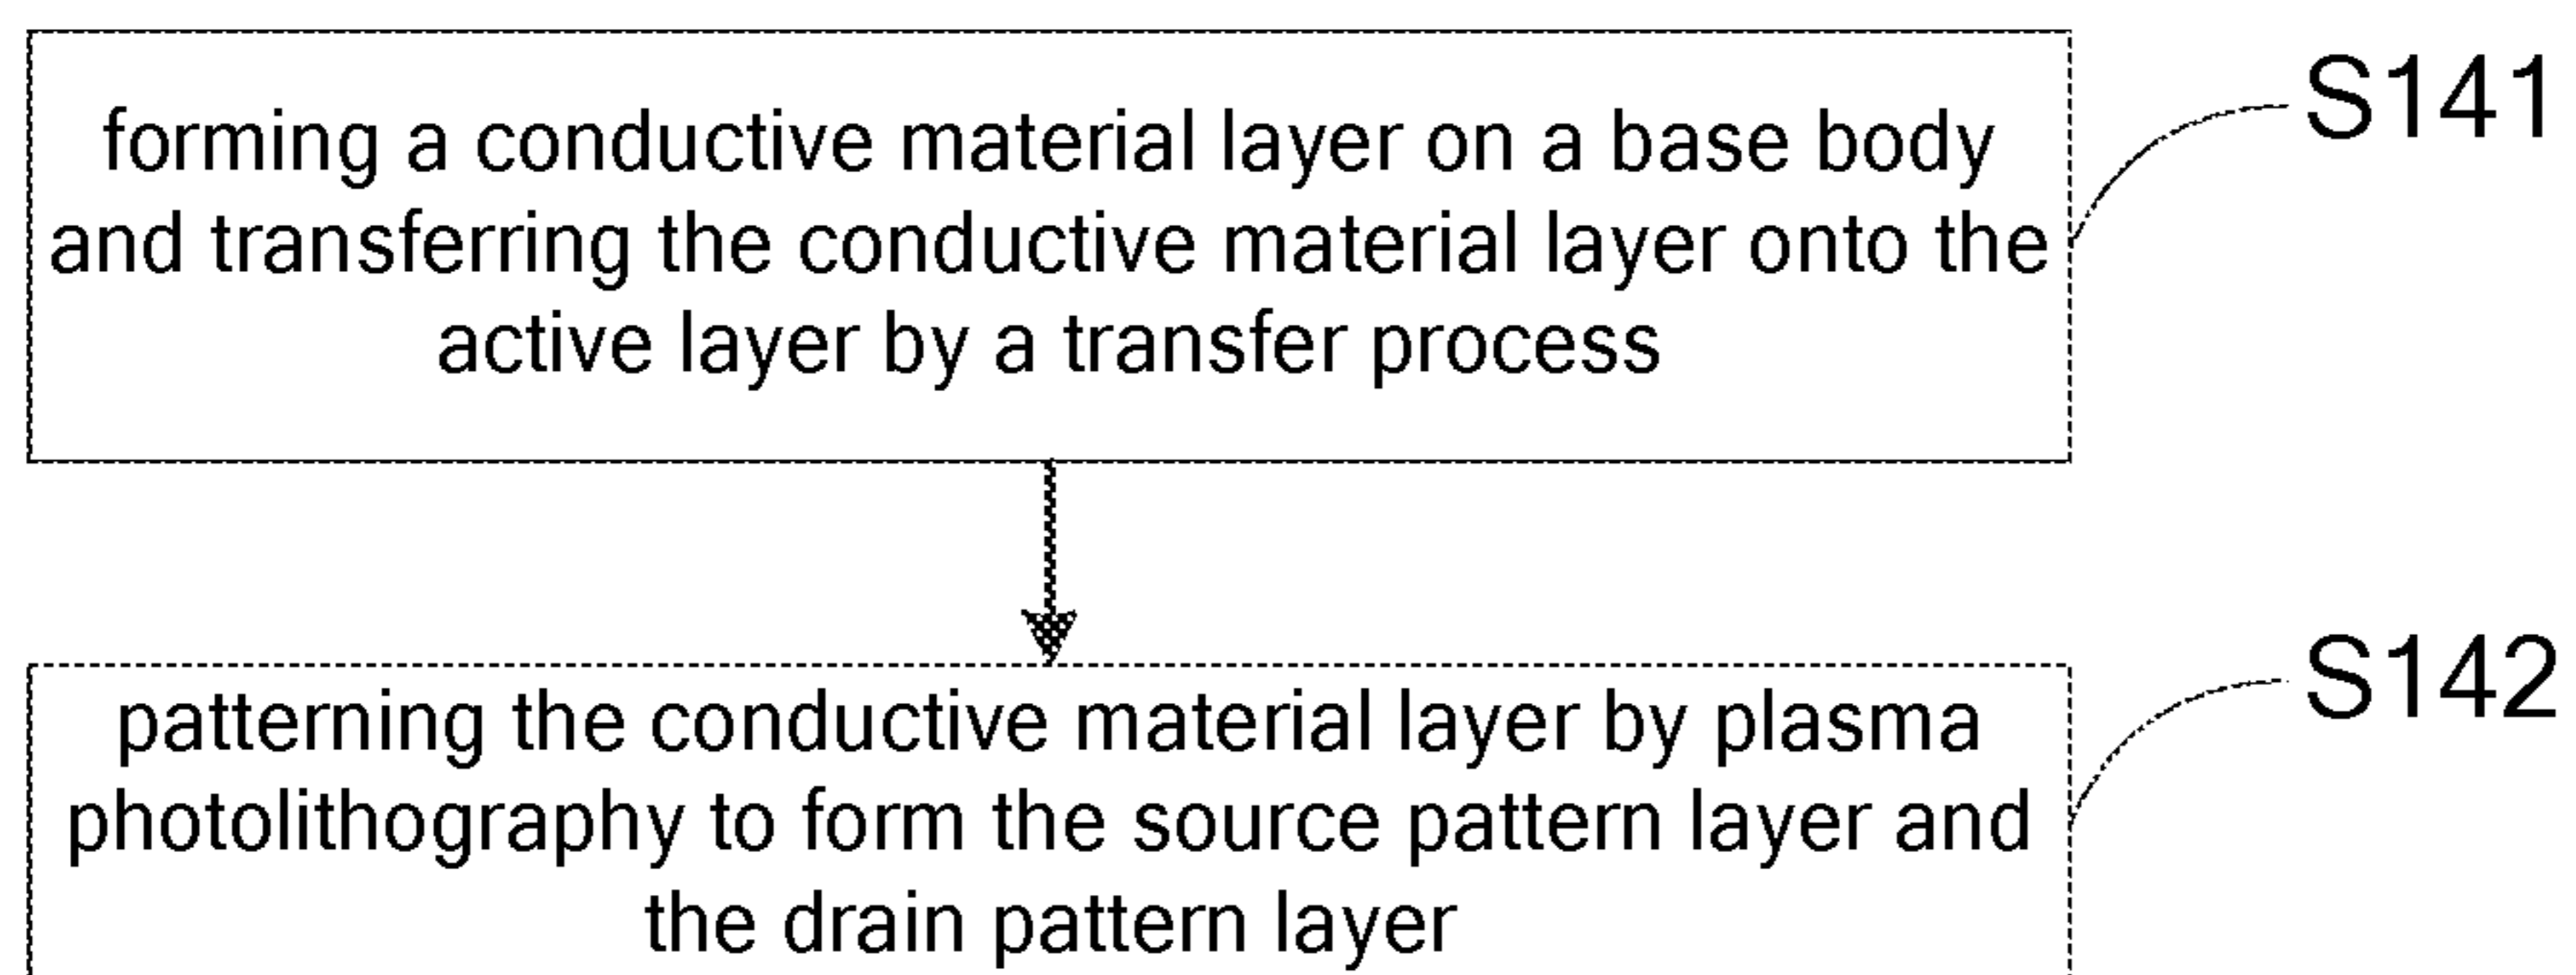 forming a conductive material layer on a base body
and transferring the conductive material layer onto the
active layer by a transfer process
S141
patterning the conductive material layer by plasma
photolithography to form the source pattern layer and
the drain pattern layer
S142